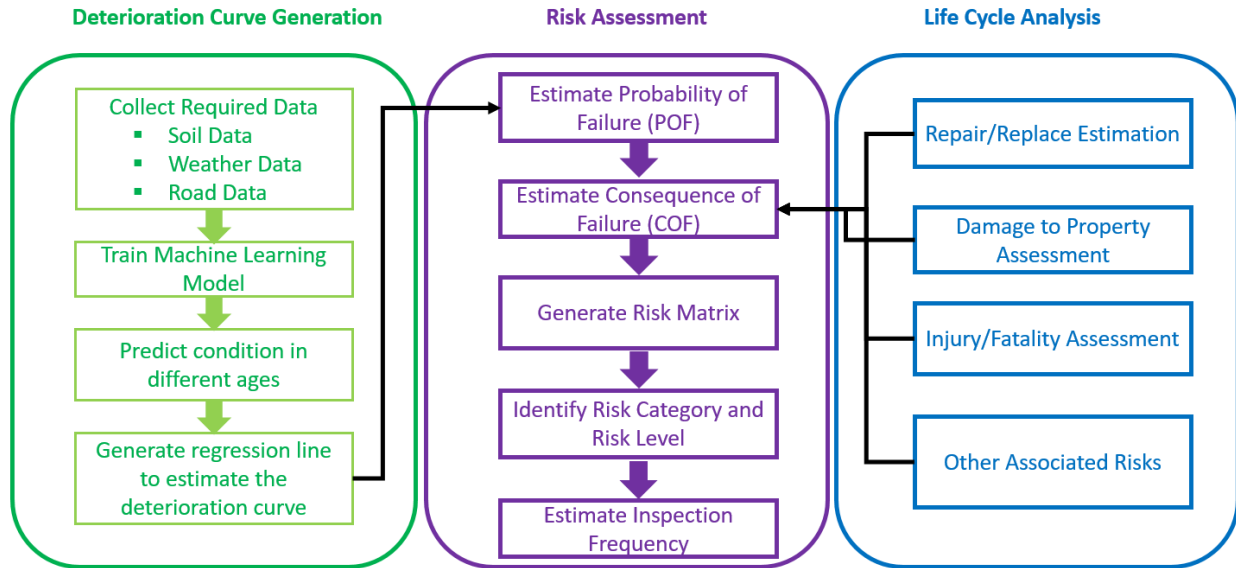 Deterioration Curve Generation
Collect Required Data
▪ Soil Data
▪ Weather Data
▪ Road Data
Train Machine Learning
Model
Predict condition in
different ages
Generate regression line
to estimate the
deterioration curve
Risk Assessment
Estimate Probability of
Failure (POF)
Estimate Consequence of
Failure (COF)
Generate Risk Matrix
Identify Risk Category and
Risk Level
Estimate Inspection
Frequency
Life Cycle Analysis
Repair/Replace Estimation
Damage to Property
Assessment
Injury/Fatality Assessment
Other Associated Risks